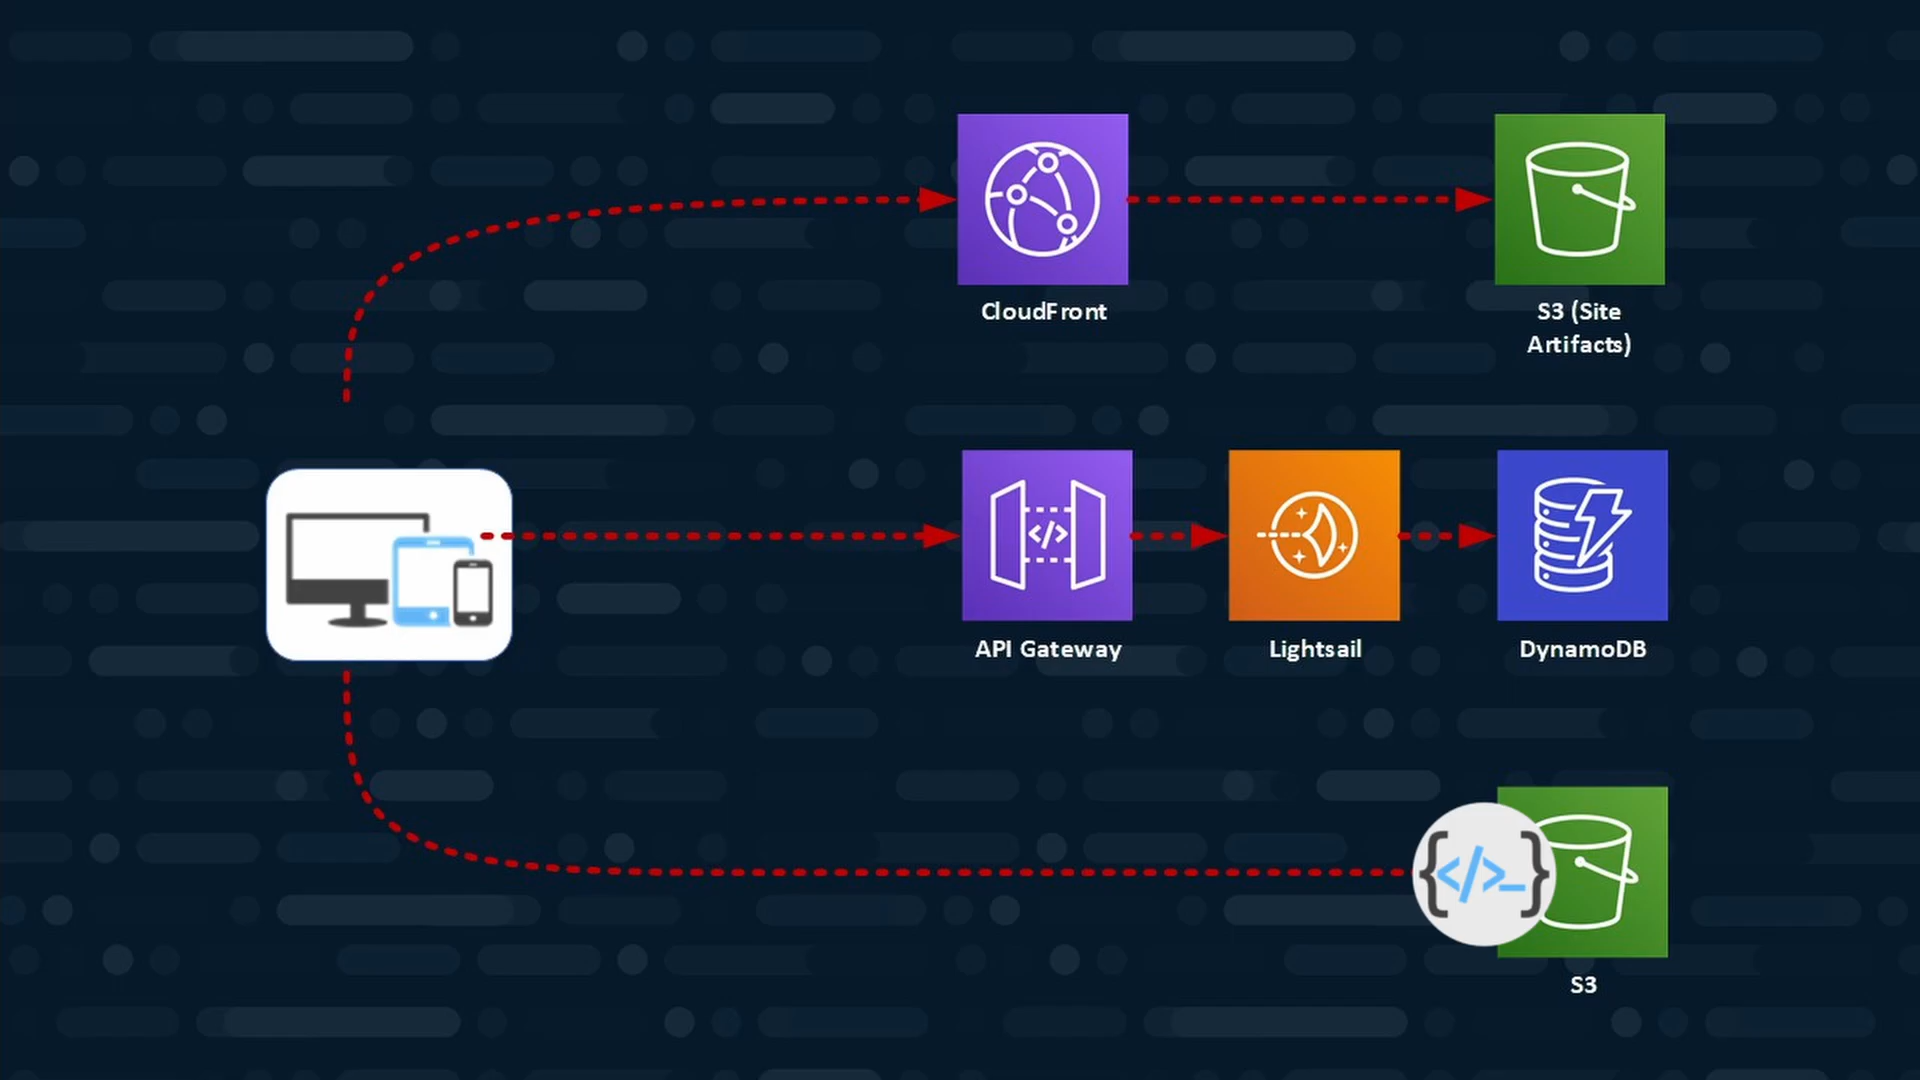 CloudFront
S3 (Site
Artifacts)
API Gateway
Lightsail
DynamoDB
S3